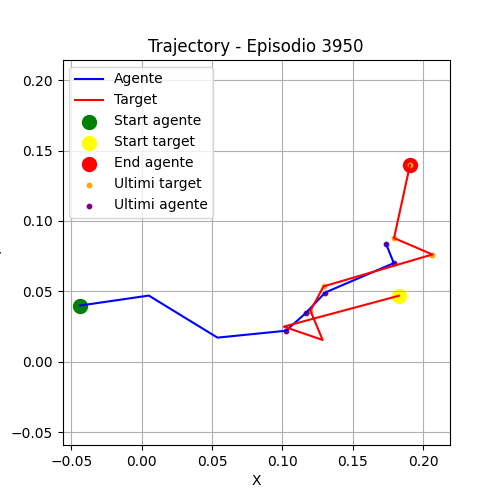 Trajectory - Episodio 3950
0.20
0.15
0.10
0.05
0.00
−0.05
Agente
Target
Start agente
Start target
End agente
Ultimi target
Ultimi agente
−0.05
0.00
0.05
0.10
0.15
0.20
X